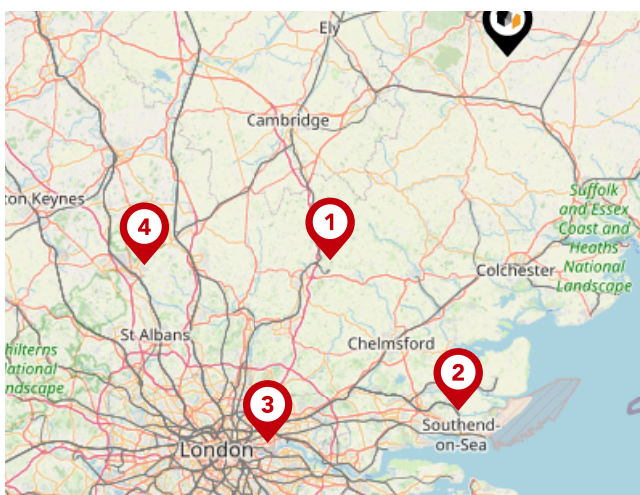 Ely
Cambridge
ton Keynes
Suffolk
and Essex
Coast and
Heaths
National
Landscape
1
4
Colchester
St Albans
Chelmsford
hilterns
ational
ndscape
2
3
Southend-
on-Sea
London